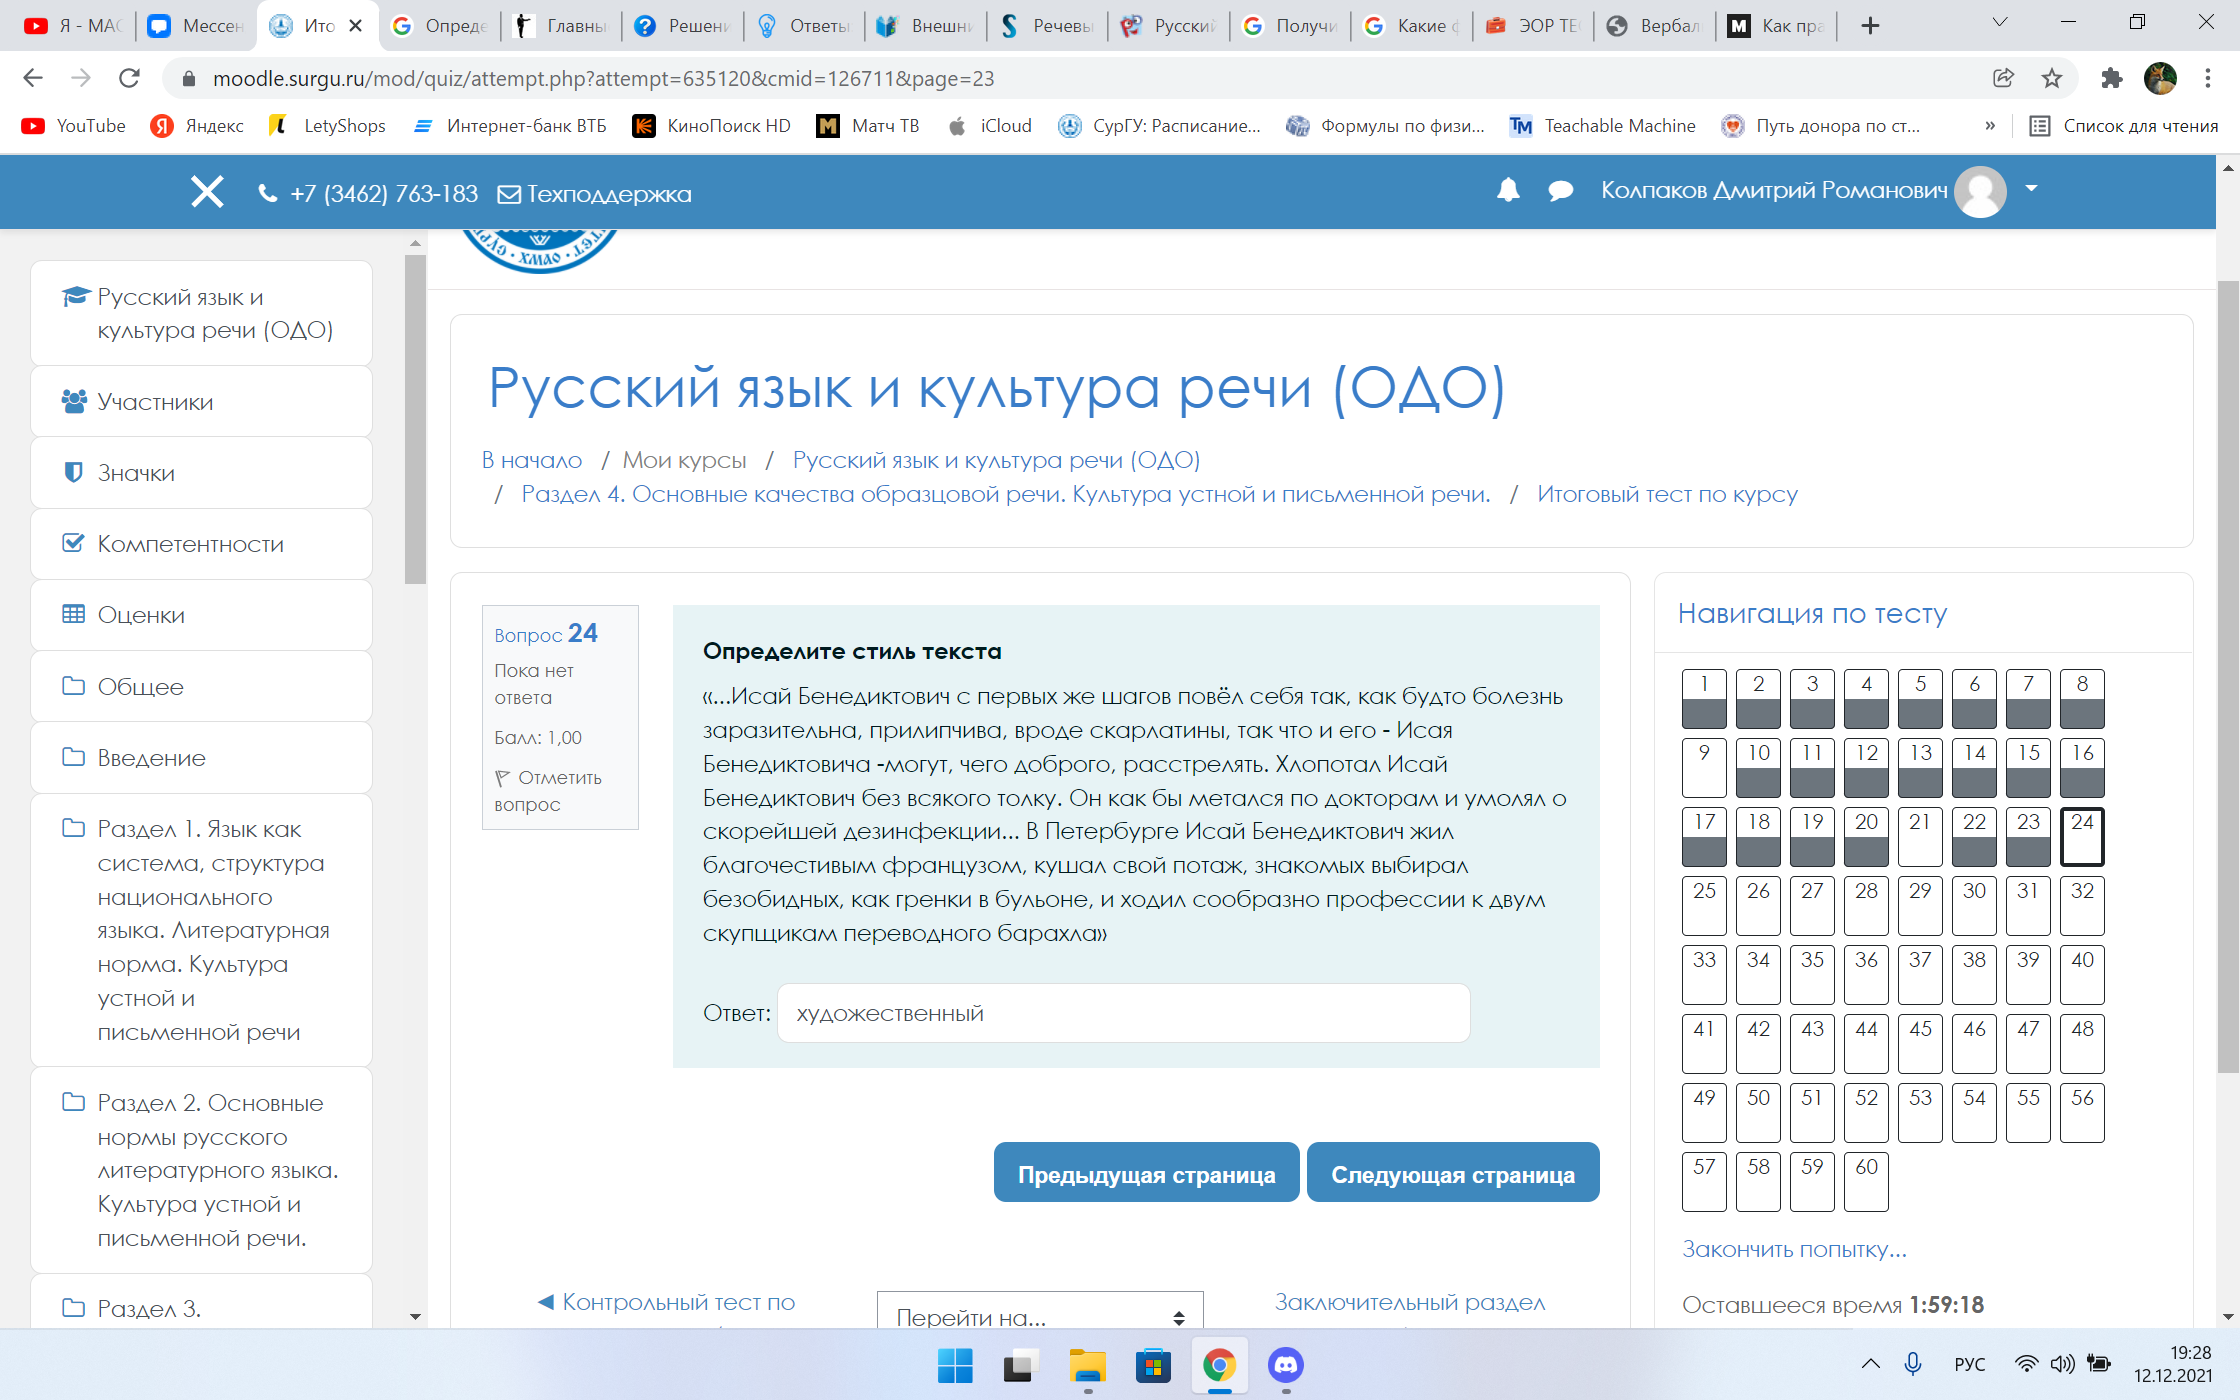 Я - МАС
Мессен
Ито
Опреде
Главны
Решени
Ответы
Внешни
Речевы
Русский
Получи
Какие ф
ЭОР ТЕ
Вербал
Как пра
moodle.surgu.ru/mod/quiz/attempt.php?attempt=635120&cmid=126711&page=23
YouTube
Яндекс
LetyShops
Интернет-банк ВТБ
КиноПоиск HD
Матч ТВ
iCloud
СурГУ: Расписание...
Формулы по физи...
Teachable Machine
Путь донора по ст...
»
Список для чтения
+7 (3462) 763-183
Техподдержка
Колпаков Дмитрий Романович
Русский язык и
культура речи (ОДО)
Участники
Значки
Компетентности
Оценки
Общее
Введение
Раздел 1. Язык как
система, структура
национального
языка. Литературная
норма. Культура
устной и
письменной речи
Раздел 2. Основные
нормы русского
литературного языка.
Культура устной и
письменной речи.
Раздел 3.
ХМАО
Русский язык и культура речи (ОДО)
В начало / Мои курсы / Русский язык и культура речи (ОДО)
/ Раздел 4. Основные качества образцовой речи. Культура устной и письменной речи. / Итоговый тест по курсу
Вопрос 24
Пока нет
ответа
Балл: 1,00
Отметить
вопрос
Определите стиль текста
«...Исай Бенедиктович с первых же шагов повёл себя так, как будто болезнь
заразительна, прилипчива, вроде скарлатины, так что и его - Исая
Бенедиктовича -могут, чего доброго, расстрелять. Хлопотал Исай
Бенедиктович без всякого толку. Он как бы метался по докторам и умолял о
скорейшей дезинфекции... В Петербурге Исай Бенедиктович жил
благочестивым французом, кушал свой потаж, знакомых выбирал
безобидных, как гренки в бульоне, и ходил сообразно профессии к двум
скупщикам переводного барахла»
Ответ: художественный
Предыдущая страница
Следующая страница
◄ Контрольный тест по
Перейти на...
Заключительный раздел
Навигация по тесту
1 2 3 4 5 6 7 8
9 10 11 12 13 14 15 16
17 18 19 20 21 22 23 24
25 26 27 28 29 30 31 32
33 34 35 36 37 38 39 40
41 42 43 44 45 46 47 48
49 50 51 52 53 54 55 56
57 58 59 60
Закончить попытку...
Оставшееся время 1:59:18
РУС
19:28
12.12.2021